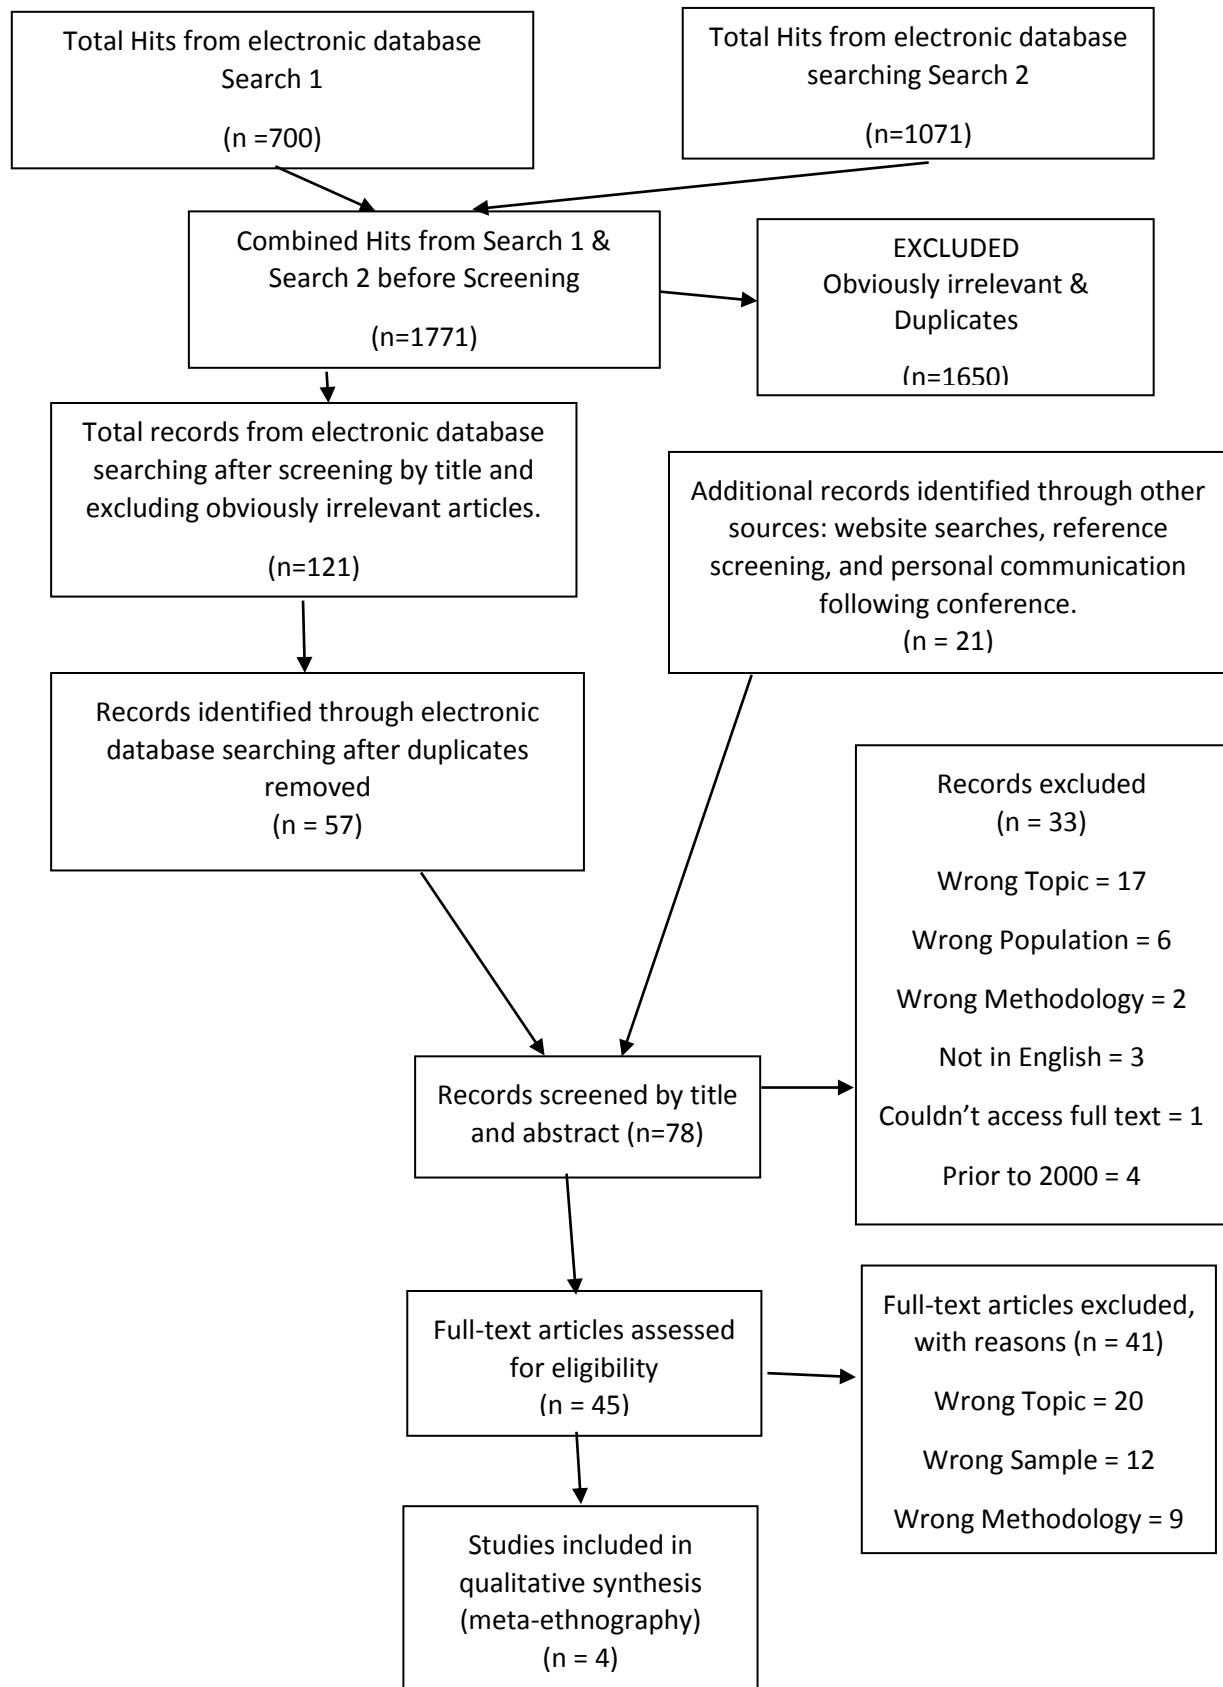 Total Hits from electronic database
Search 1
(n =700)
Total Hits from electronic database
searching Search 2
(n=1071)
Combined Hits from Search 1 &
Search 2 before Screening
(n=1771)
EXCLUDED
Obviously irrelevant &
Duplicates
(n=1650)
Total records from electronic database
searching after screening by title and
excluding obviously irrelevant articles.
(n=121)
Additional records identified through other
sources: website searches, reference
screening, and personal communication
following conference.
(n = 21)
Records identified through electronic
database searching after duplicates
removed
(n = 57)
Records excluded
(n = 33)
Wrong Topic = 17
Wrong Population = 6
Wrong Methodology = 2
Not in English = 3
Couldn’t access full text = 1
Prior to 2000 = 4
Records screened by title
and abstract (n=78)
Full-text articles assessed
for eligibility
(n = 45)
Full-text articles excluded,
with reasons (n = 41)
Wrong Topic = 20
Wrong Sample = 12
Wrong Methodology = 9
Studies included in
qualitative synthesis
(meta-ethnography)
(n = 4)